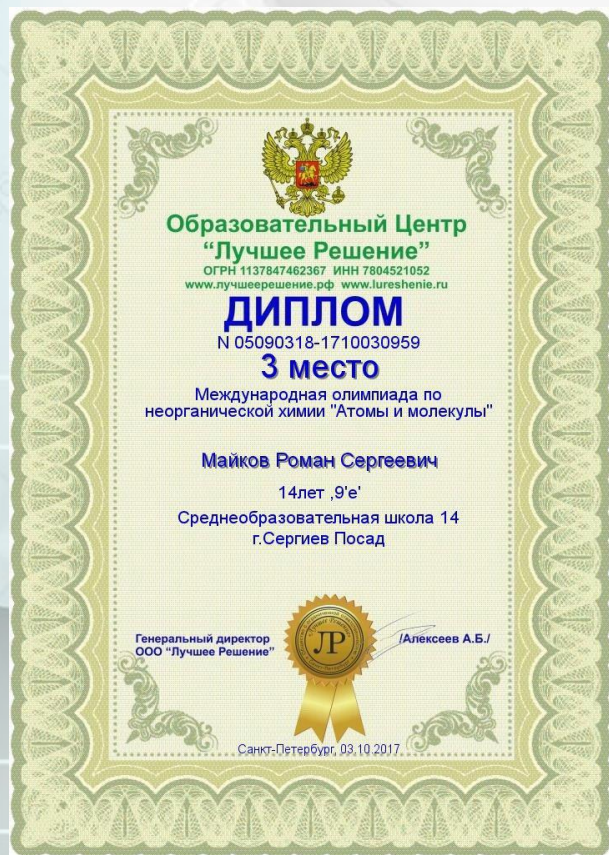 Образовательный Центр
“Лучшее Решение”
ОГРН 1137847462367 ИНН 7804521052
www.лучшеерешение.рф www.lureshenie.ru
ДИПЛОМ
N 05090318-1710030959
3 место
Международная олимпиада по
неорганической химии "Атомы и молекулы"
Майков Роман Сергеевич
14лет ,9'е'
Среднеобразовательная школа 14
г.Сергиев Посад
Генеральный директор
ООО “Лучшее Решение”
ЛР
/Алексеев А.Б./
Санкт-Петербург, 03.10.2017